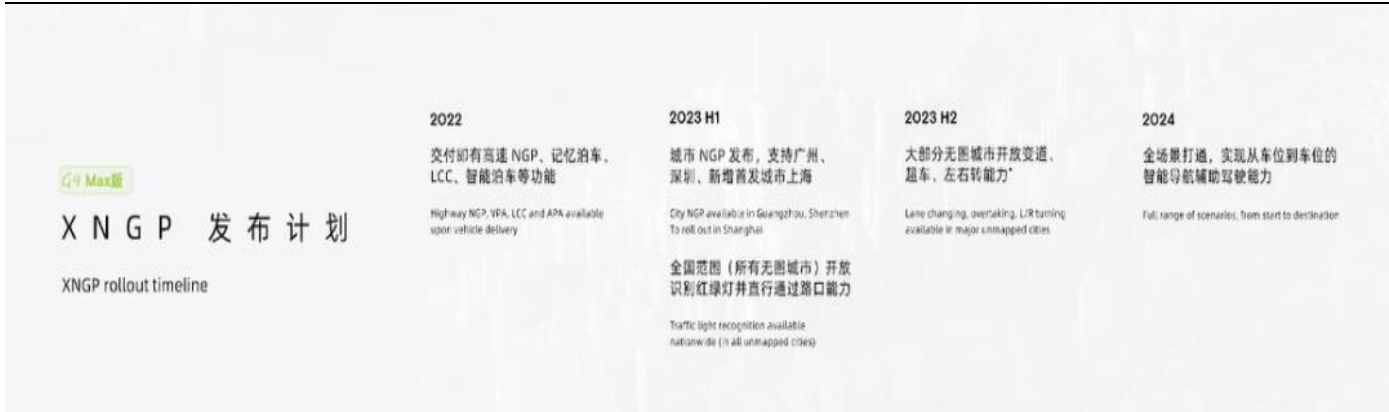 G9 Max版
XNGP 发布计划
XNGP rollout timeline
2022
交付即有高速 NGP、记忆泊车、
LCC、智能泊车等功能
Highway NGP, VPA, LCC and APA available
upon vehicle delivery
2023 H1
城市 NGP 发布，支持广州、
深圳、新增首发城市上海
City NGP available in Guangzhou, Shenzhen
To roll out in Shanghai
全国范围（所有无图城市）开放
识别红绿灯并直行通过路口能力
Traffic light recognition available
nationwide (in all unmapped cities)
2023 H2
大部分无图城市开放变道、
超车、左右转能力*
Lane changing, overtaking, L/R turning
available in major unmapped cities
2024
全场景打通，实现从车位到车位的
智能导航辅助驾驶能力
Full range of scenarios, from start to destination